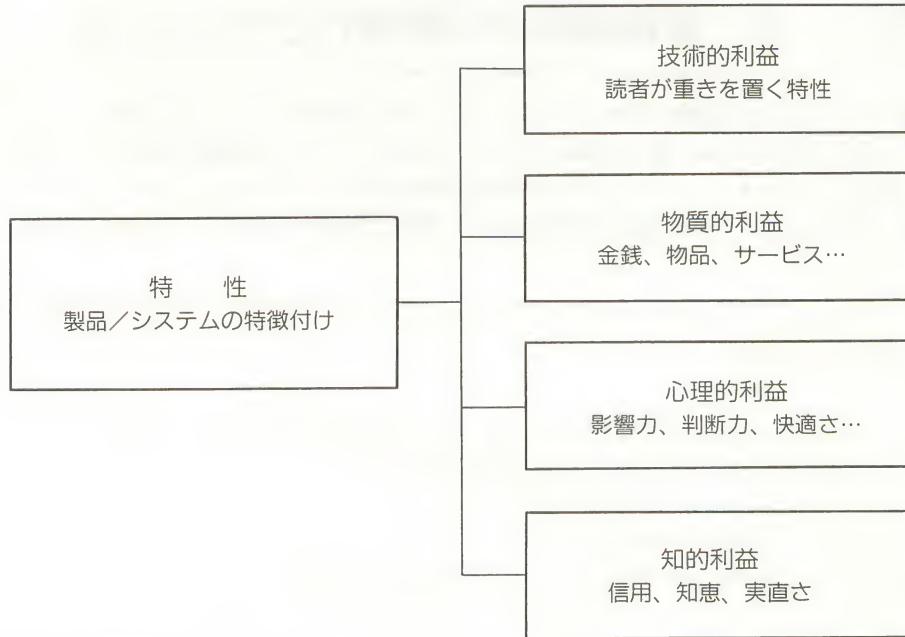 技術的利益
読者が重きを置く特性
物質的利益
金銭、物品、サービス…
特　　性
製品／システムの特徴付け
心理的利益
影響力、判断力、快適さ…
知的利益
信用、知恵、実直さ